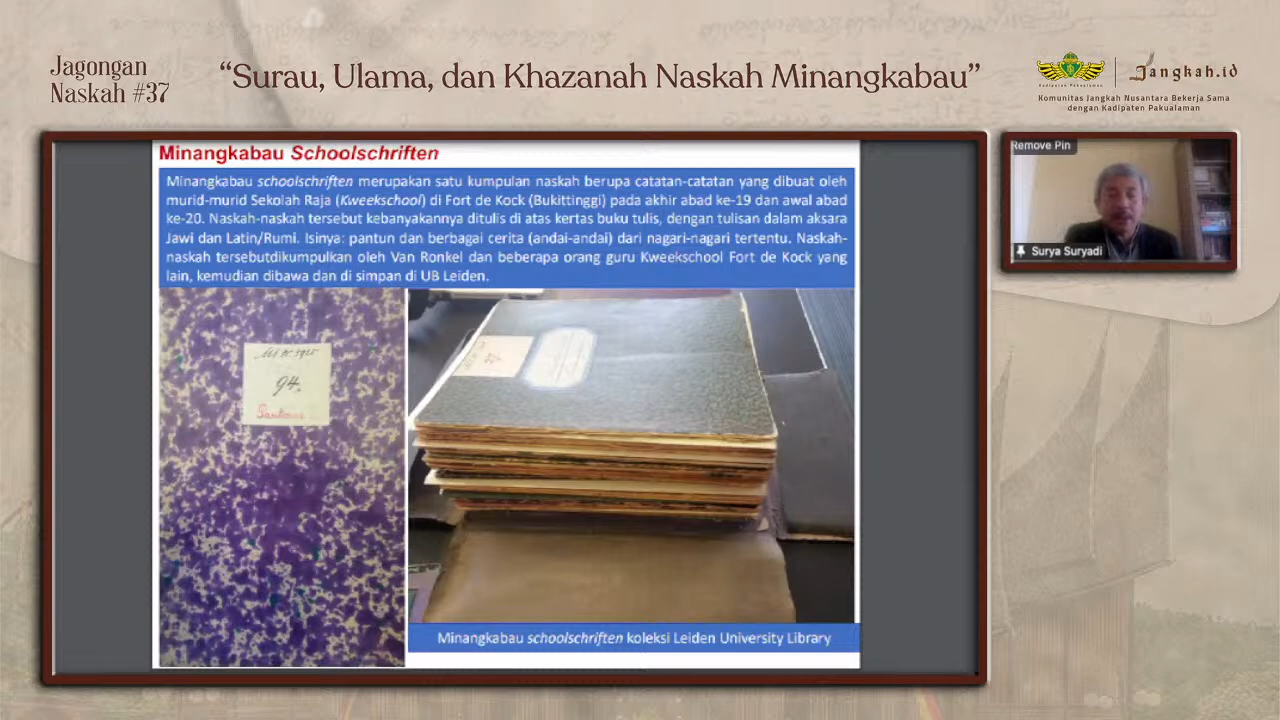 Jagongan
Naskah #37
“Surau, Ulama, dan Khazanah Naskah Minangkabau”
Kadipaten Pakualaman
Jangkah.id
Komunitas Jangkah Nusantara Bekerja Sama
dengan Kadipaten Pakualaman
Minangkabau Schoolschriften
Minangkabau schoolschriften merupakan satu kumpulan naskah berupa catatan-catatan yang dibuat oleh
murid-murid Sekolah Raja (Kweekschool) di Fort de Kock (Bukittinggi) pada akhir abad ke-19 dan awal abad
ke-20. Naskah-naskah tersebut kebanyakannya ditulis di atas kertas buku tulis, dengan tulisan dalam aksara
Jawi dan Latin/Rumi. Isinya: pantun dan berbagai cerita (andai-andai) dari nagari-nagari tertentu. Naskah-
naskah tersebutdikumpulkan oleh Van Ronkel dan beberapa orang guru Kweekschool Fort de Kock yang
lain, kemudian dibawa dan di simpan di UB Leiden.
94.
Minangkabau schoolschriften koleksi Leiden University Library
Remove Pin
Surya Suryadi